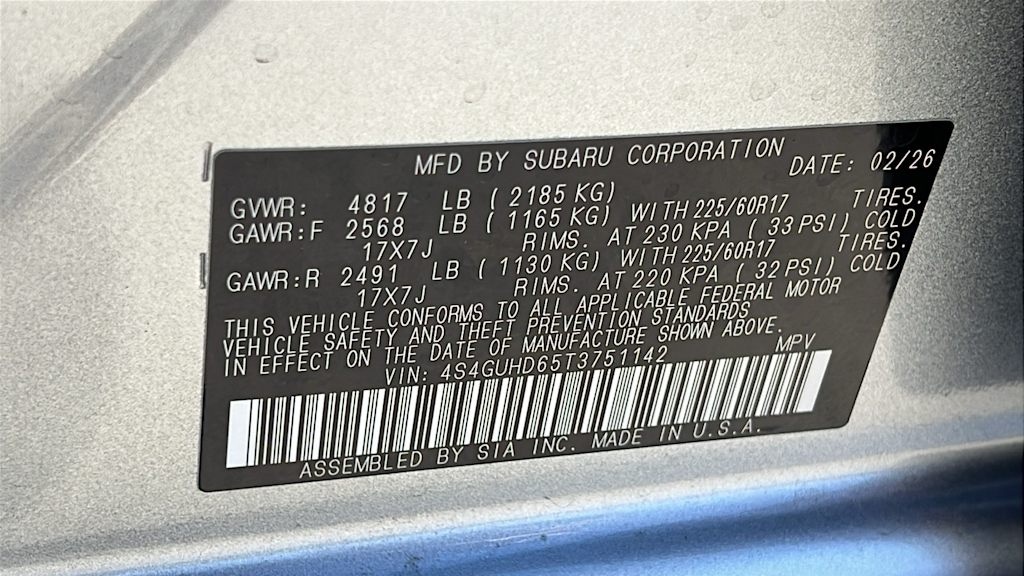 MFD BY SUBARU CORPORATION DATE: 02/26
GVWR: 4817 LB ( 2185 KG)
GAWR:F 2568 LB ( 1165 KG) WITH 225/60R17 TIRES.
17X7J RIMS. AT 230 KPA ( 33 PSI) COLD
GAWR:R 2491 LB ( 1130 KG) WITH 225/60R17 TIRES.
17X7J RIMS. AT 220 KPA ( 32 PSI) COLD
THIS VEHICLE CONFORMS TO ALL APPLICABLE FEDERAL MOTOR
VEHICLE SAFETY AND THEFT PREVENTION STANDARDS
IN EFFECT ON THE DATE OF MANUFACTURE SHOWN ABOVE.
VIN: 4S4GUHD65T3751142 MPV
ASSEMBLED BY SIA INC. MADE IN U.S.A.